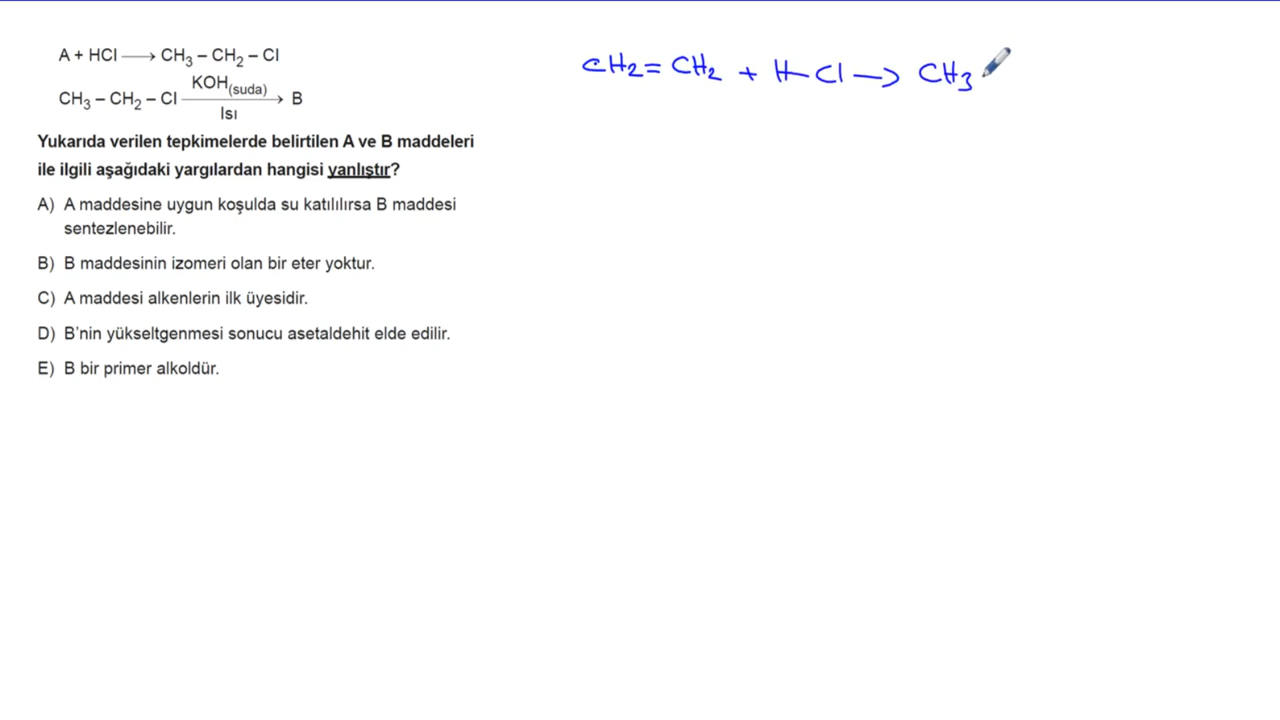 A + HCl ⟶ CH₃ – CH₂ – Cl
CH₃ – CH₂ – Cl KOH(suda) Isı → B
Yukarıda verilen tepkimelerde belirtilen A ve B maddeleri
ile ilgili aşağıdaki yargılardan hangisi yanlıştır?
A) A maddesine uygun koşulda su katılılırsa B maddesi
sentezlenebilir.
B) B maddesinin izomeri olan bir eter yoktur.
C) A maddesi alkenlerin ilk üyesidir.
D) B’nin yükseltgenmesi sonucu asetaldehit elde edilir.
E) B bir primer alkoldür.
CH₂ = CH₂ + H–Cl → CH₃